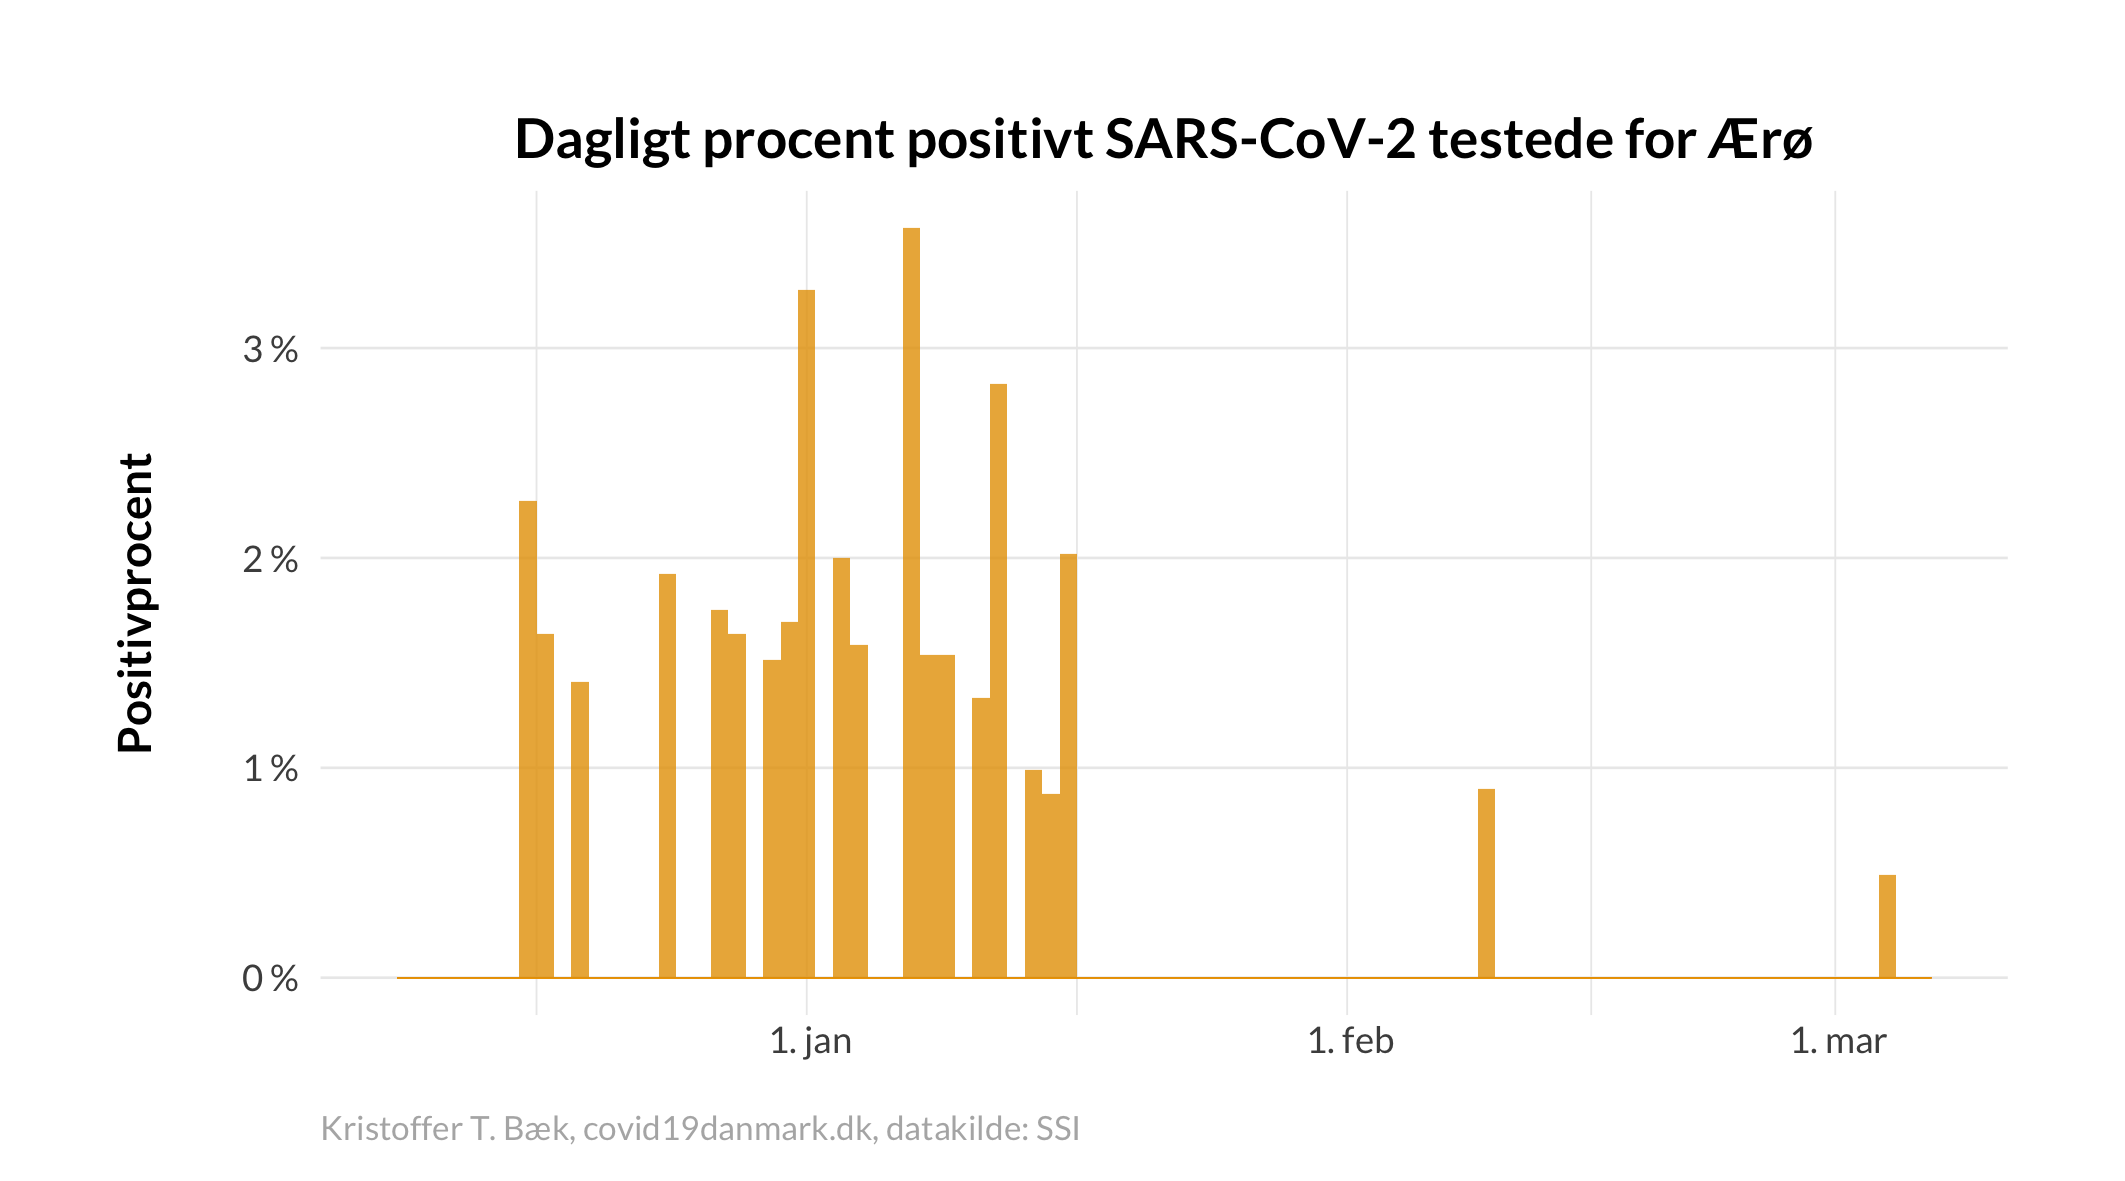 Dagligt procent positivt SARS-CoV-2 testede for Ærø
Positivprocent
3 %
2 %
1 %
0 %
1. jan
1. feb
1. mar
Kristoffer T. Bæk, covid19danmark.dk, datakilde: SSI